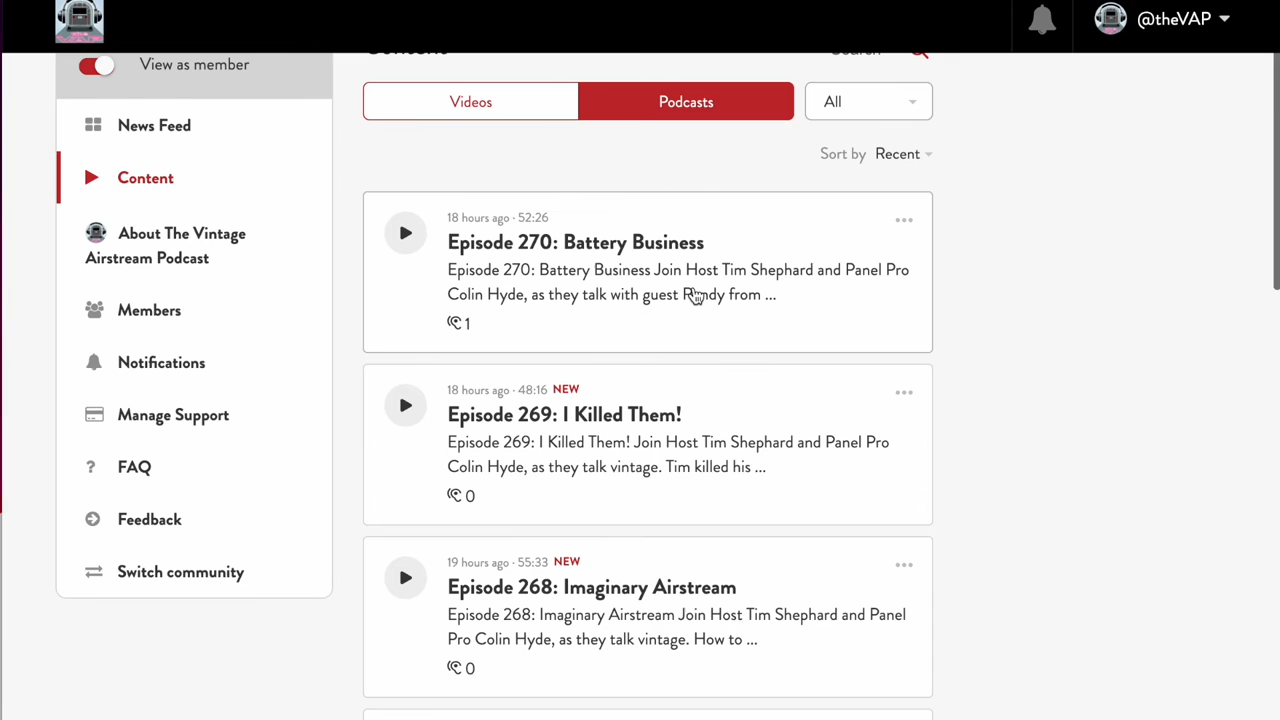 @theVAP
View as member
Content
Search
News Feed
Content
About The Vintage
Airstream Podcast
Members
Notifications
Manage Support
FAQ
Feedback
Switch community
Videos
Podcasts
All
Sort by Recent
18 hours ago · 52:26
Episode 270: Battery Business
Episode 270: Battery Business Join Host Tim Shephard and Panel Pro
Colin Hyde, as they talk with guest Randy from ...
1
18 hours ago · 48:16 NEW
Episode 269: I Killed Them!
Episode 269: I Killed Them! Join Host Tim Shephard and Panel Pro
Colin Hyde, as they talk vintage. Tim killed his ...
0
19 hours ago · 55:33 NEW
Episode 268: Imaginary Airstream
Episode 268: Imaginary Airstream Join Host Tim Shephard and Panel
Pro Colin Hyde, as they talk vintage. How to ...
0